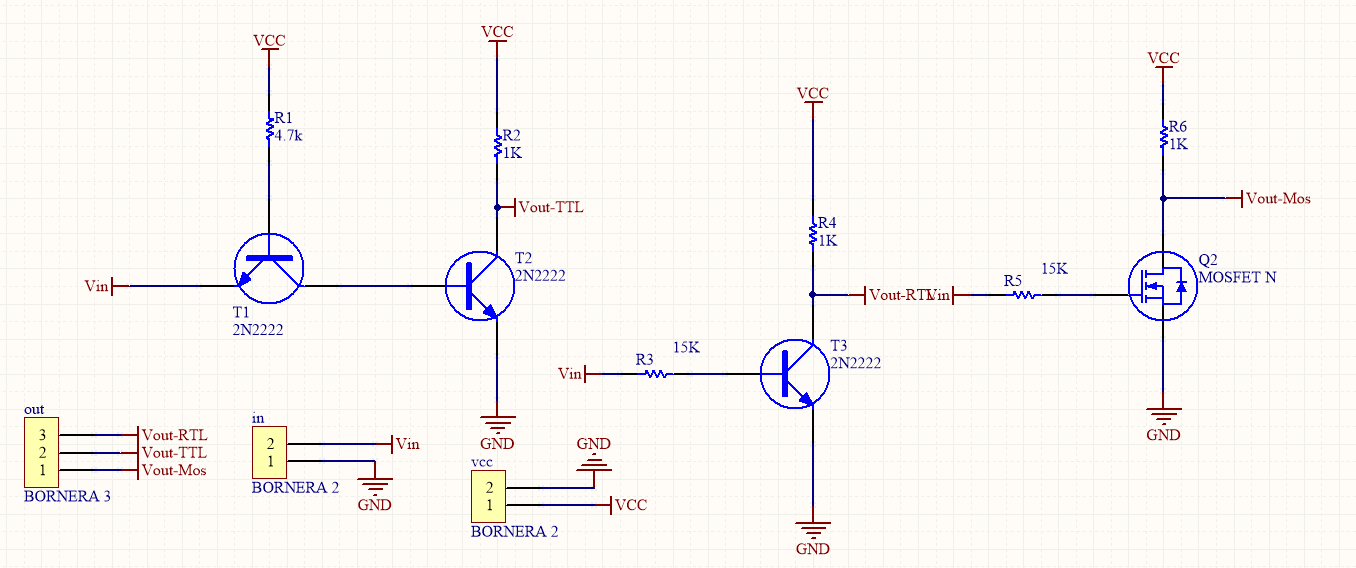 VCC
R1
4.7k
Vin
T1
2N2222
VCC
R2
1K
Vout-TTL
T2
2N2222
GND
VCC
R4
1K
Vout-RTL
Vin
R3
15K
T3
2N2222
GND
Vin
R5
15K
VCC
R6
1K
Vout-Mos
Q2
MOSFET N
GND
out
3
Vout-RTL
2
Vout-TTL
1
Vout-Mos
BORNERA 3
in
2
Vin
1
BORNERA 2
GND
vcc
GND
2
1
VCC
BORNERA 2